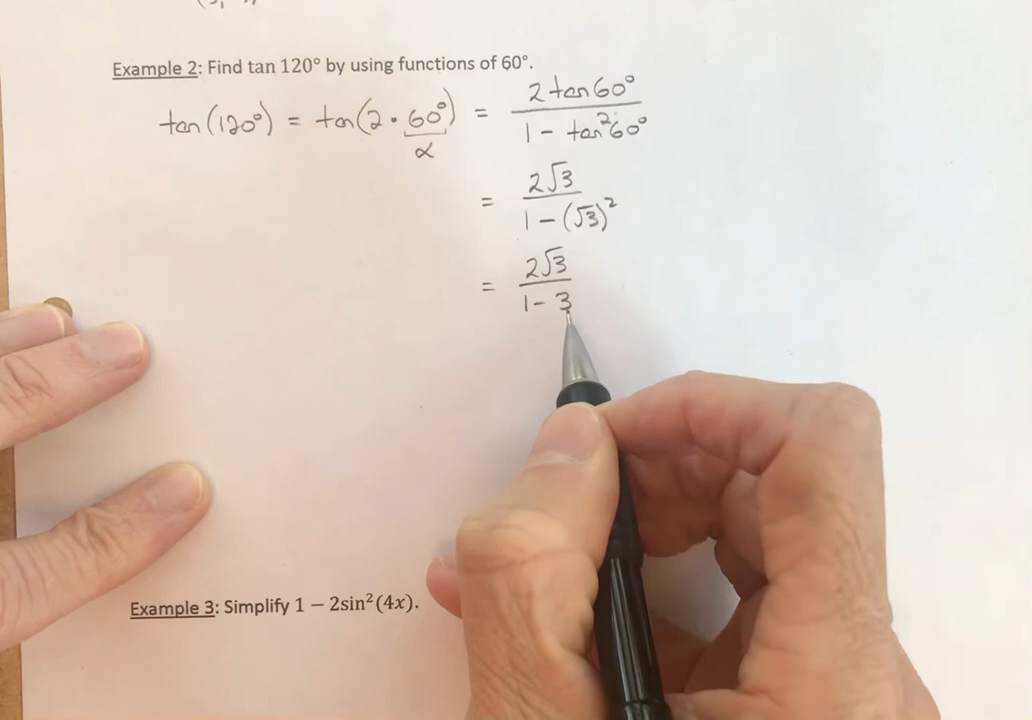 Example 2: Find tan 120° by using functions of 60°.
tan(120°) = tan(2 · 60°) = 2 tan 60° / 1 - tan² 60°
α
= 2√3 / 1 - (√3)²
= 2√3 / 1 - 3
Example 3: Simplify 1 − 2sin²(4x).